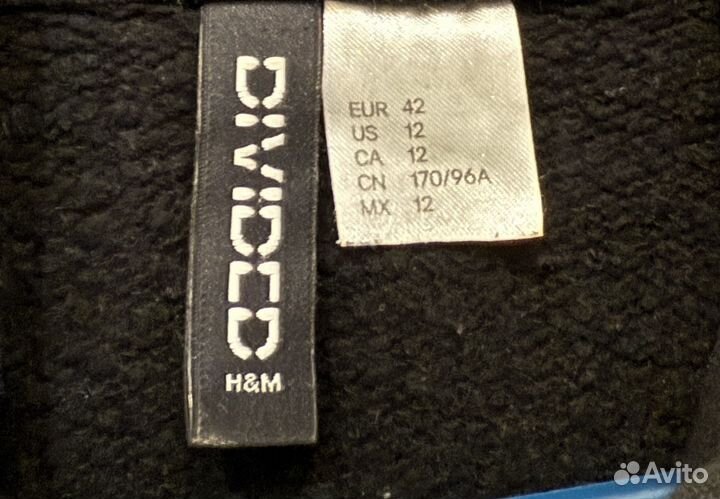 DIVIDED
H&M
EUR 42
US 12
CA 12
CN 170/96A
MX 12
Avito